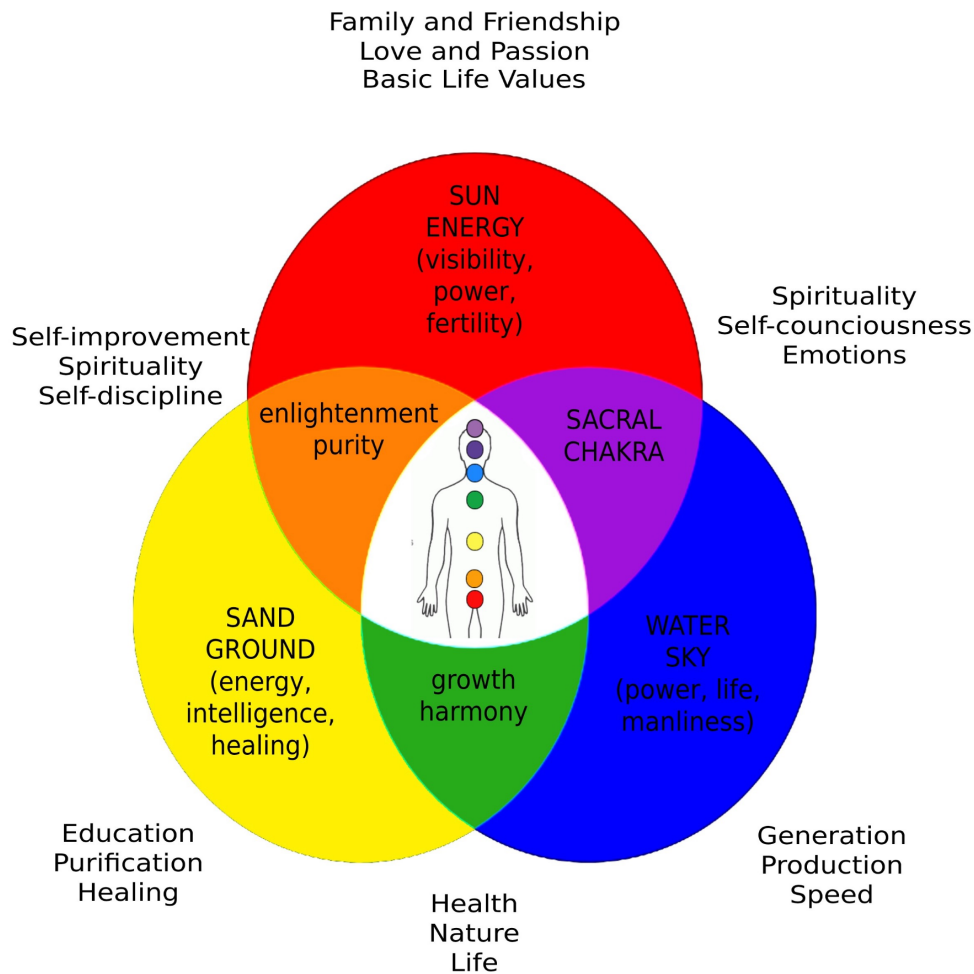 Family and Friendship
Love and Passion
Basic Life Values
SUN
ENERGY
(visibility,
power,
fertility)
Spirituality
Self-counciousness
Emotions
Self-improvement
Spirituality
Self-discipline
enlightenment
purity
SACRAL
CHAKRA
SAND
GROUND
(energy,
intelligence,
healing)
WATER
SKY
(power, life,
manliness)
growth
harmony
Education
Purification
Healing
Generation
Production
Speed
Health
Nature
Life